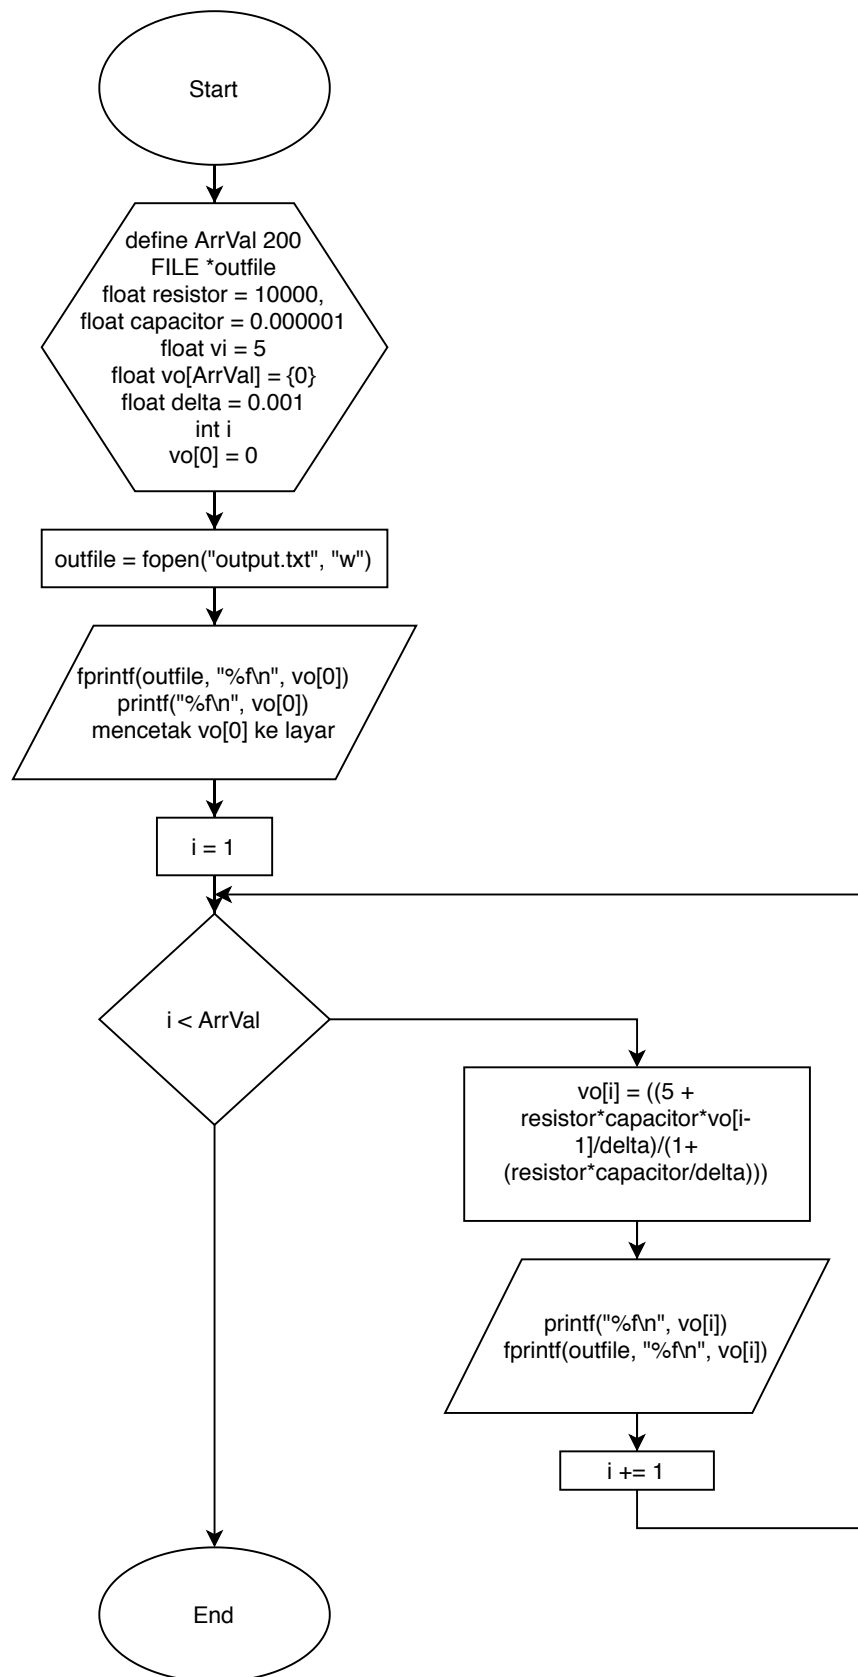 Start
define ArrVal 200
FILE *outfile
float resistor = 10000,
float capacitor = 0.000001
float vi = 5
float vo[ArrVal] = {0}
float delta = 0.001
int i
vo[0] = 0
outfile = fopen("output.txt", "w")
fprintf(outfile, "%f\n", vo[0])
printf("%f\n", vo[0])
mencetak vo[0] ke layar
i = 1
i < ArrVal
vo[i] = ((5 +
resistor*capacitor*vo[i-
1]/delta)/(1+
(resistor*capacitor/delta)))
printf("%f\n", vo[i])
fprintf(outfile, "%f\n", vo[i])
i += 1
End